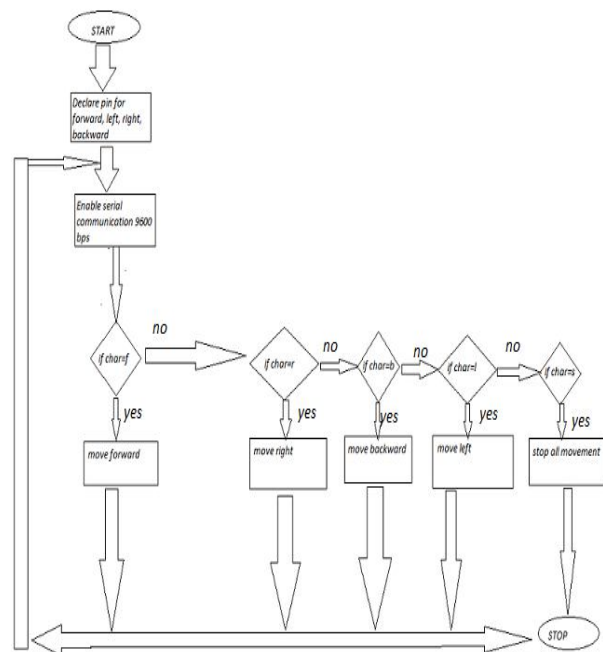 START
Declare pin for
forward, left, right,
backward
Enable serial
communication 9600
bps
if char=f
no
if char=r
no
if char=b
no
if char=l
no
if char=s
yes
yes
yes
yes
yes
move forward
move right
move backward
move left
stop all movement
STOP